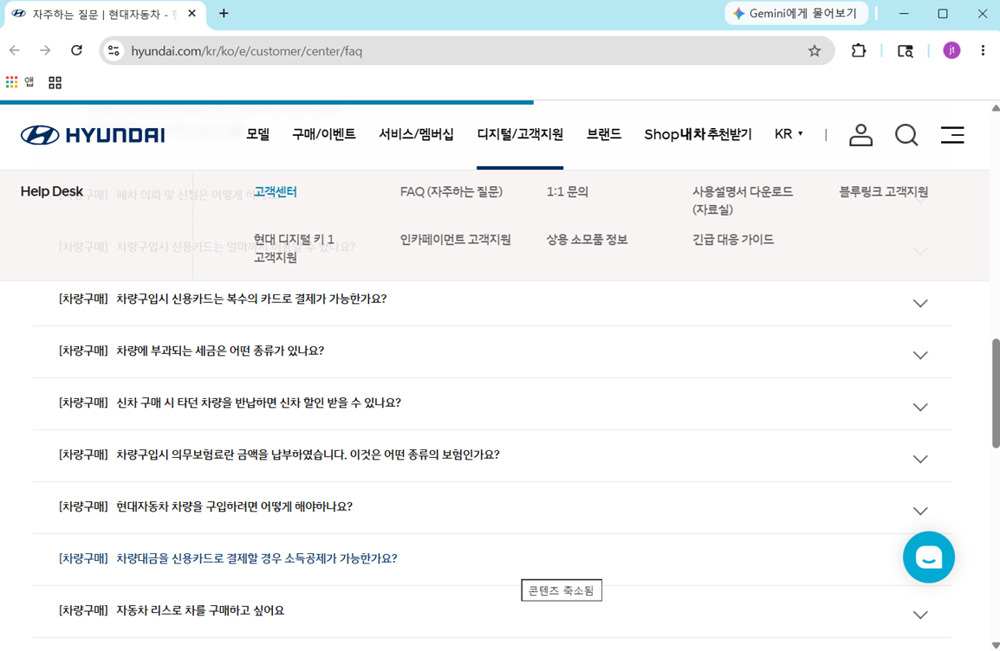 자주하는 질문 | 현대자동차 -
Gemini에게 물어보기
hyundai.com/kr/ko/e/customer/center/faq
jt
앱
HYUNDAI 모델 구매/이벤트 서비스/멤버십 디지털/고객지원 브랜드 Shop내차추천받기 KR
Help Desk 고객센터 FAQ (자주하는 질문) 1:1 문의 사용설명서 다운로드 블루링크 고객지원
(자료실)
[차량구매] 폐차 의뢰 및 신청은 어떻게
현대 디지털 키 1 인카페이먼트 고객지원 상용 소모품 정보 긴급 대응 가이드
고객지원
[차량구매] 차량구입시 신용카드는 얼마까지 이용할 수 있나요?
[차량구매] 차량구입시 신용카드는 복수의 카드로 결제가 가능한가요?
[차량구매] 차량에 부과되는 세금은 어떤 종류가 있나요?
[차량구매] 신차 구매 시 타던 차량을 반납하면 신차 할인 받을 수 있나요?
[차량구매] 차량구입시 의무보험료란 금액을 납부하였습니다. 이것은 어떤 종류의 보험인가요?
[차량구매] 현대자동차 차량을 구입하려면 어떻게 해야하나요?
[차량구매] 차량대금을 신용카드로 결제할 경우 소득공제가 가능한가요?
콘텐츠 축소됨
[차량구매] 자동차 리스로 차를 구매하고 싶어요